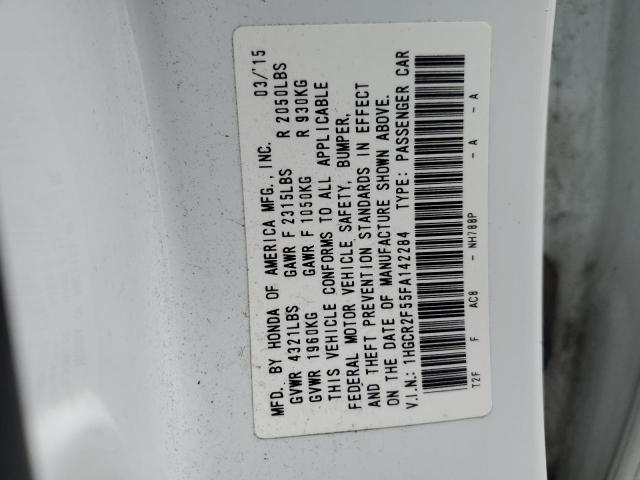 MFD. BY HONDA OF AMERICA MFG., INC. 03/'15
GVWR 4321LBS GAWR F 2315LBS R 2050LBS
GVWR 1960KG GAWR F 1050KG R 930KG
THIS VEHICLE CONFORMS TO ALL APPLICABLE
FEDERAL MOTOR VEHICLE SAFETY, BUMPER,
AND THEFT PREVENTION STANDARDS IN EFFECT
ON THE DATE OF MANUFACTURE SHOWN ABOVE.
V.I.N.: 1HGCR2F55FA142284 TYPE: PASSENGER CAR
T2F F AC8 - NH788P - A - A